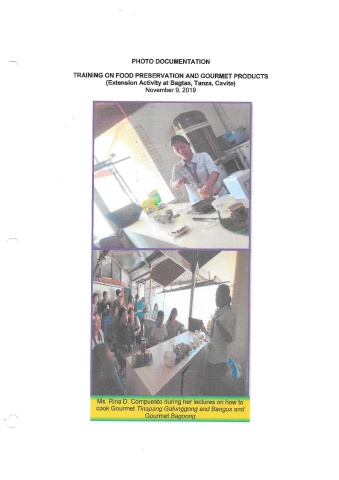 PHOTO DOCUMENTATION
TRAINING ON FOOD PRESERVATION AND GOURMET PRODUCTS
(Extension Activity at Bagtas, Tanza, Cavite)
November 9, 2019
Ms. Rina D. Compuesto during her lectures on how to
cook Gourmet Tinapang Galunggong and Bangus and
Gourmet Bagoong